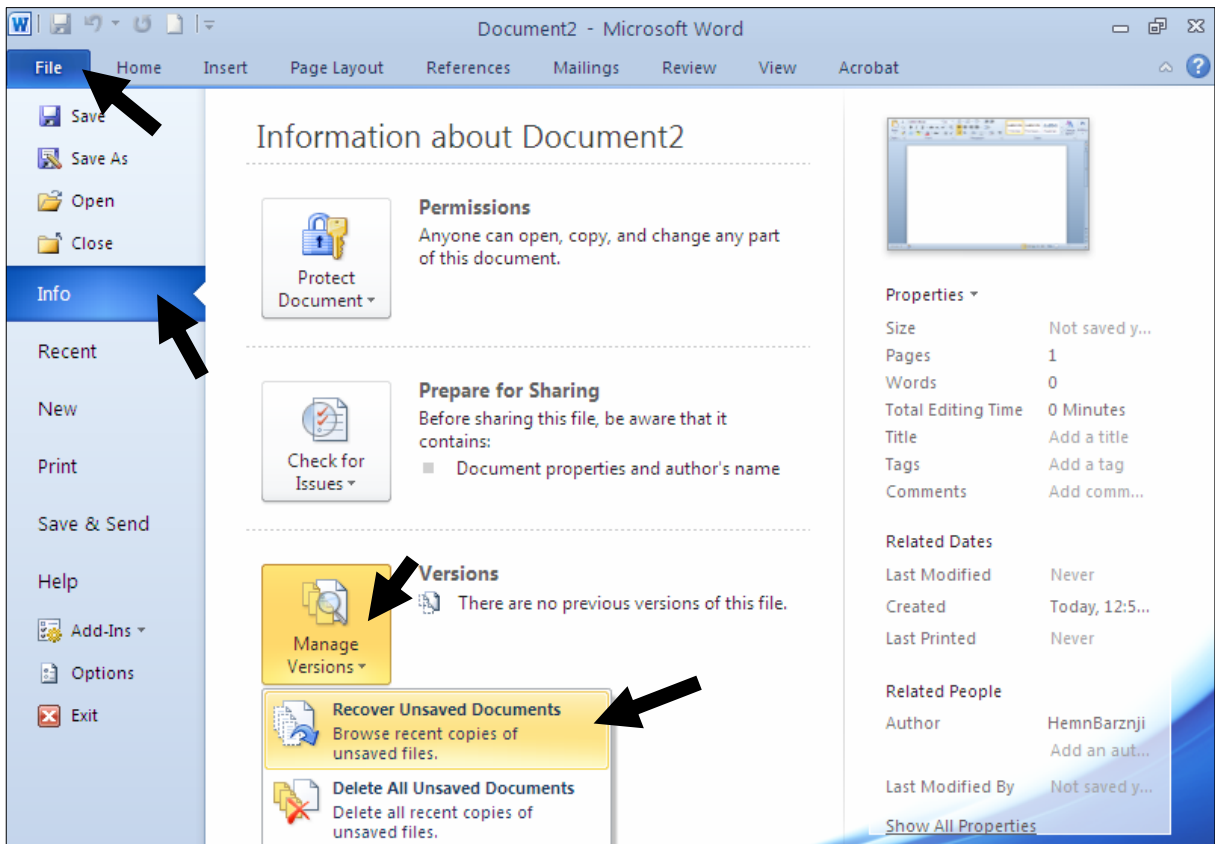 Document2 - Microsoft Word
File Home Insert Page Layout References Mailings Review View Acrobat
Save
Save As
Open
Close
Info
Recent
New
Print
Save & Send
Help
Add-Ins
Options
Exit
Information about Document2
Protect
Document
Permissions
Anyone can open, copy, and change any part
of this document.
Check for
Issues
Prepare for Sharing
Before sharing this file, be aware that it
contains:
Document properties and author's name
Manage
Versions
Versions
There are no previous versions of this file.
Recover Unsaved Documents
Browse recent copies of
unsaved files.
Delete All Unsaved Documents
Delete all recent copies of
unsaved files.
Properties
Size Not saved y...
Pages 1
Words 0
Total Editing Time 0 Minutes
Title Add a title
Tags Add a tag
Comments Add comm...
Related Dates
Last Modified Never
Created Today, 12:5...
Last Printed Never
Related People
Author HemnBarznji
Add an aut...
Last Modified By Not saved y...
Show All Properties